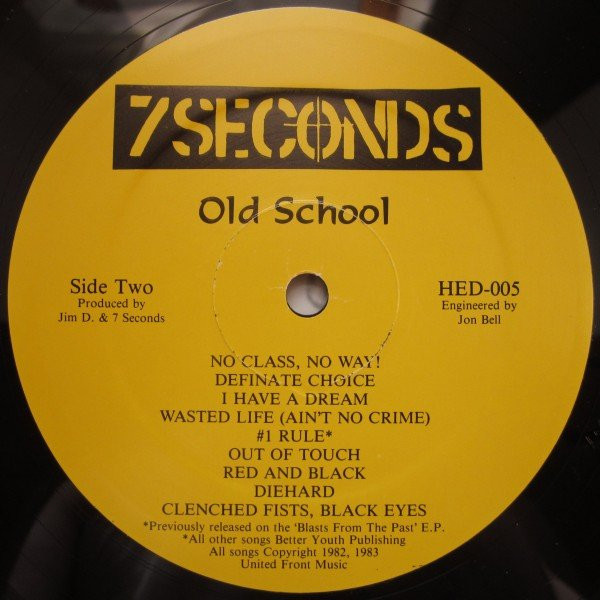 7SECONDS
Old School
Side Two
Produced by
Jim D. & 7 Seconds
HED-005
Engineered by
Jon Bell
NO CLASS, NO WAY!
DEFINATE CHOICE
I HAVE A DREAM
WASTED LIFE (AIN'T NO CRIME)
#1 RULE*
OUT OF TOUCH
RED AND BLACK
DIEHARD
CLENCHED FISTS, BLACK EYES
*Previously released on the 'Blasts From The Past' E.P.
*All other songs Better Youth Publishing
All songs Copyright 1982, 1983
United Front Music